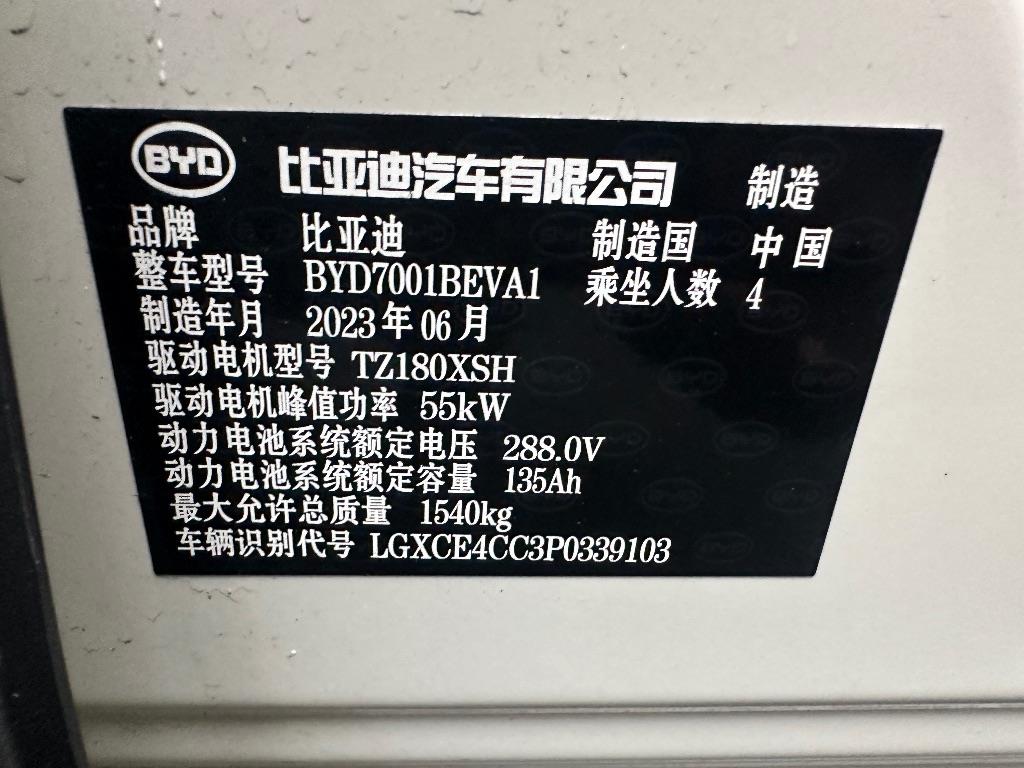 BYD 比亚迪汽车有限公司 制造
品牌 比亚迪 制造国 中国
整车型号 BYD7001BEVA1 乘坐人数 4
制造年月 2023年06月
驱动电机型号 TZ180XSH
驱动电机峰值功率 55kW
动力电池系统额定电压 288.0V
动力电池系统额定容量 135Ah
最大允许总质量 1540kg
车辆识别代号 LGXCE4CC3P0339103